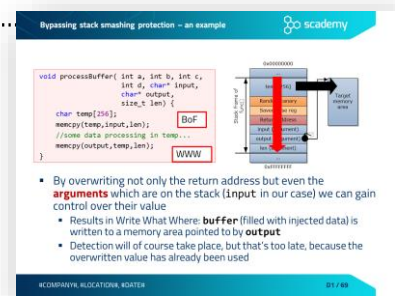 Bypassing stack smashing protection – an example
scademy
void processBuffer( int a, int b, int c,
int d, char* input,
char* output,
size_t len) {
char temp[256];
memcpy(temp,input,len);
//some data processing in temp...
memcpy(output,temp,len);
}
BoF
WWW
0x00000000
...
Stack frame of
Target
memory
area
...
0xFFFFFFFF
▪ By overwriting not only the return address but even the
arguments which are on the stack (input in our case) we can gain
control over their value
▪ Results in Write What Where: buffer (filled with injected data) is
written to a memory area pointed to by output
▪ Detection will of course take place, but that's too late, because the
overwritten value has already been used
#COMPANY#, #LOCATION#, #DATE#
D1 / 69